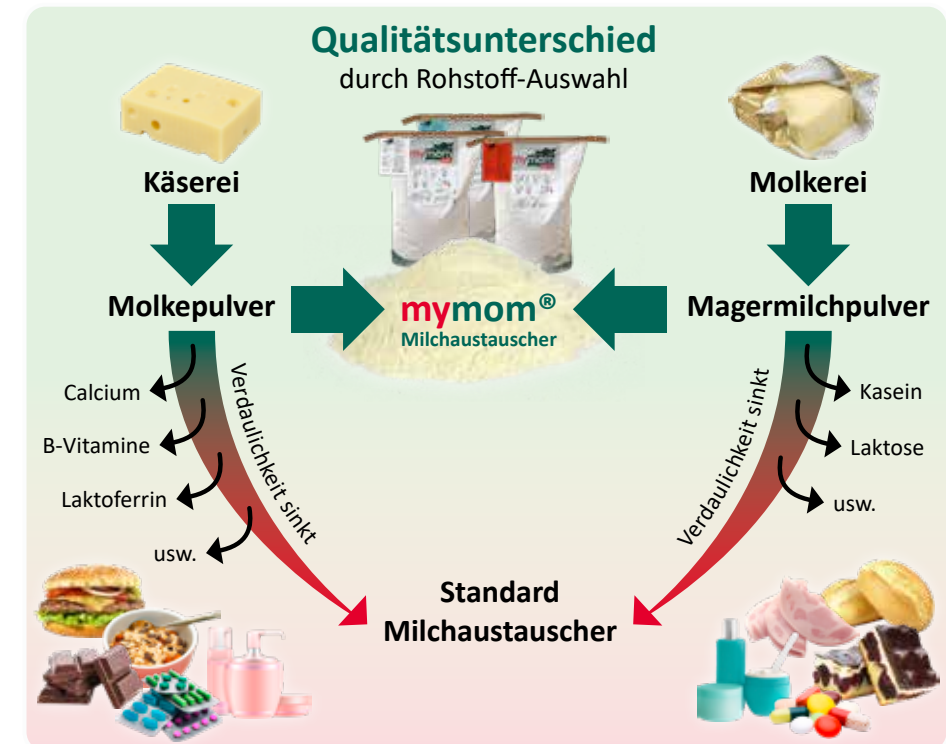 Qualitätsunterschied
durch Rohstoff-Auswahl
Käserei
Molkerei
mymom
Molkepulver
mymom®
Milchaustauscher
Magermilchpulver
Calcium
B-Vitamine
Laktoferrin
usw.
Verdaulichkeit sinkt
Verdaulichkeit sinkt
Kasein
Laktose
usw.
Standard
Milchaustauscher